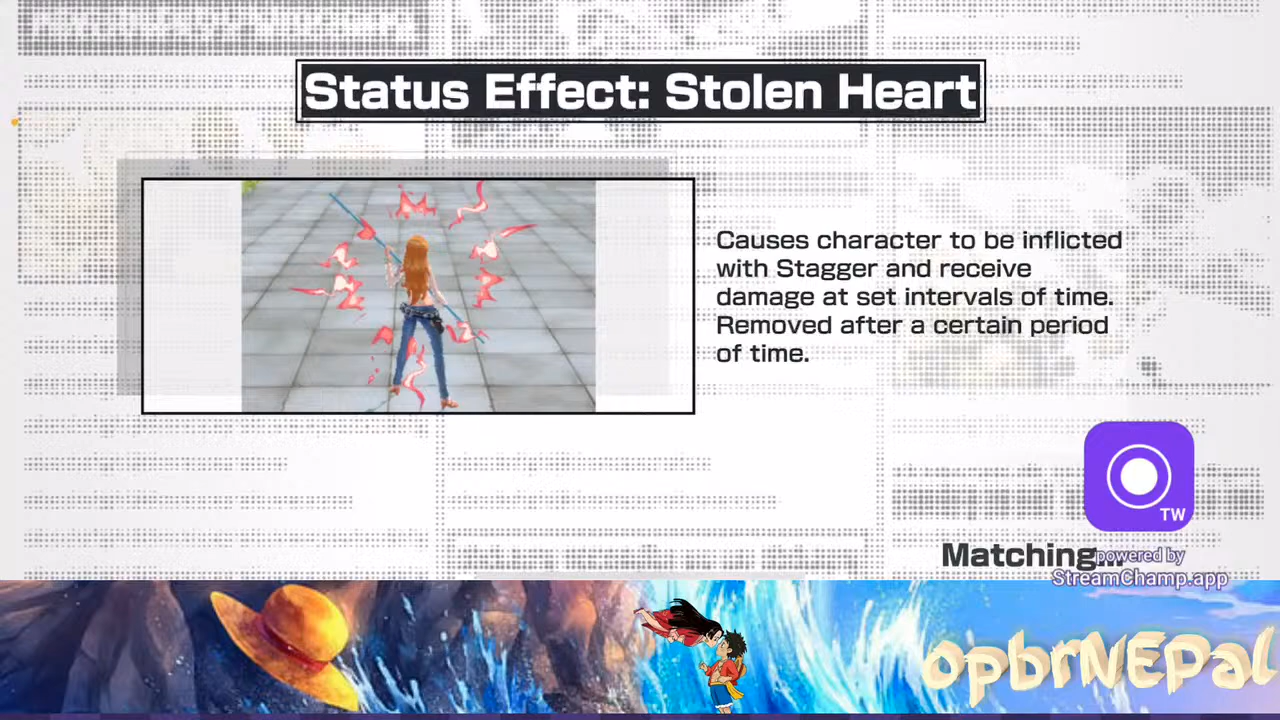 Status Effect: Stolen Heart
Causes character to be inflicted
with Stagger and receive
damage at set intervals of time.
Removed after a certain period
of time.
TW
Matching...
powered by
StreamChamp.app
opbrNEPal